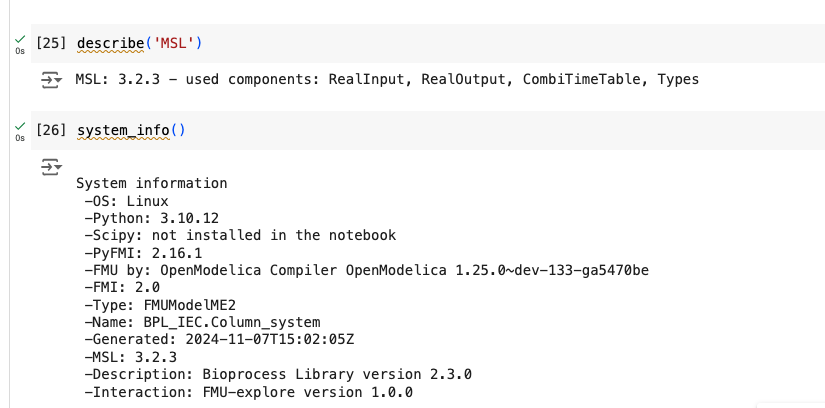 [25] describe('MSL')
0s
MSL: 3.2.3 - used components: RealInput, RealOutput, CombiTimeTable, Types
[26] system_info()
0s
System information
-OS: Linux
-Python: 3.10.12
-Scipy: not installed in the notebook
-PyFMI: 2.16.1
-FMU by: OpenModelica Compiler OpenModelica 1.25.0~dev-133-ga5470be
-FMI: 2.0
-Type: FMUModelME2
-Name: BPL_IEC.Column_system
-Generated: 2024-11-07T15:02:05Z
-MSL: 3.2.3
-Description: Bioprocess Library version 2.3.0
-Interaction: FMU-explore version 1.0.0